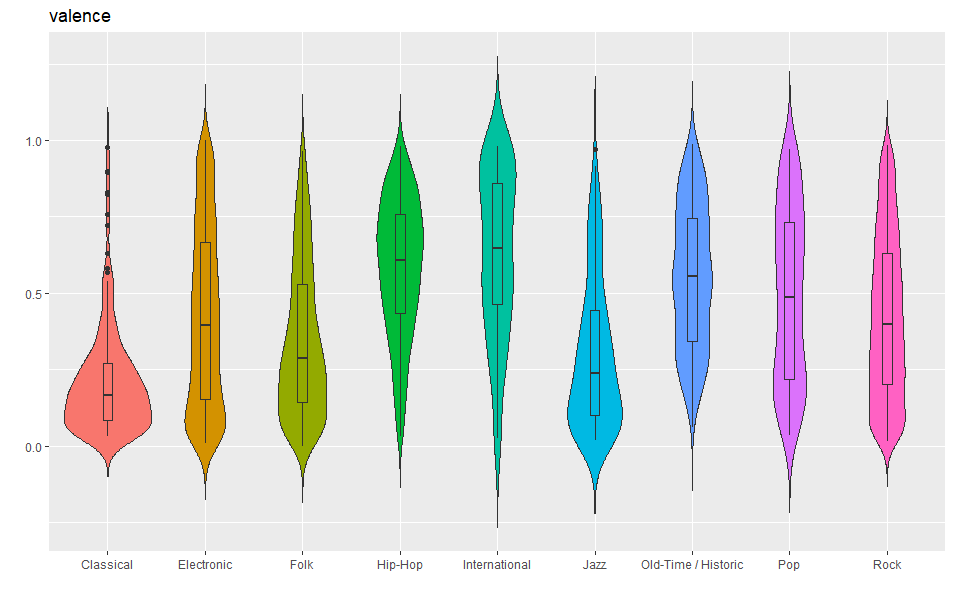 valence
1.0
0.5
0.0
Classical Electronic Folk Hip-Hop International Jazz Old-Time / Historic Pop Rock